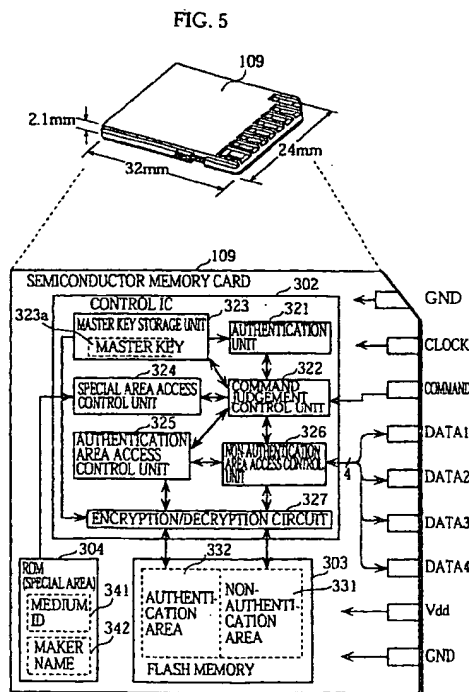 FIG. 5
109
2.1mm
32mm
24mm
109
SEMICONDUCTOR MEMORY CARD
302
CONTROL IC
323
321
323a
MASTER KEY STORAGE UNIT
MASTER KEY
AUTHENTICATION
UNIT
324
322
SPECIAL AREA ACCESS
CONTROL UNIT
COMMAND
JUDGEMENT
CONTROL UNIT
325
326
AUTHENTICATION
AREA ACCESS
CONTROL UNIT
NON-AUTHENTICATION
AREA ACCESS CONTROL
UNIT
4
327
ENCRYPTION/DECRYPTION CIRCUIT
304
332
303
ROM
(SPECIAL AREA)
341
331
MEDIUM
ID
342
MAKER
NAME
AUTHENTI-
CATION
AREA
NON-
AUTHENTI-
CATION
AREA
FLASH MEMORY
GND
CLOCK
COMMAND
DATA1
DATA2
DATA3
DATA4
Vdd
GND